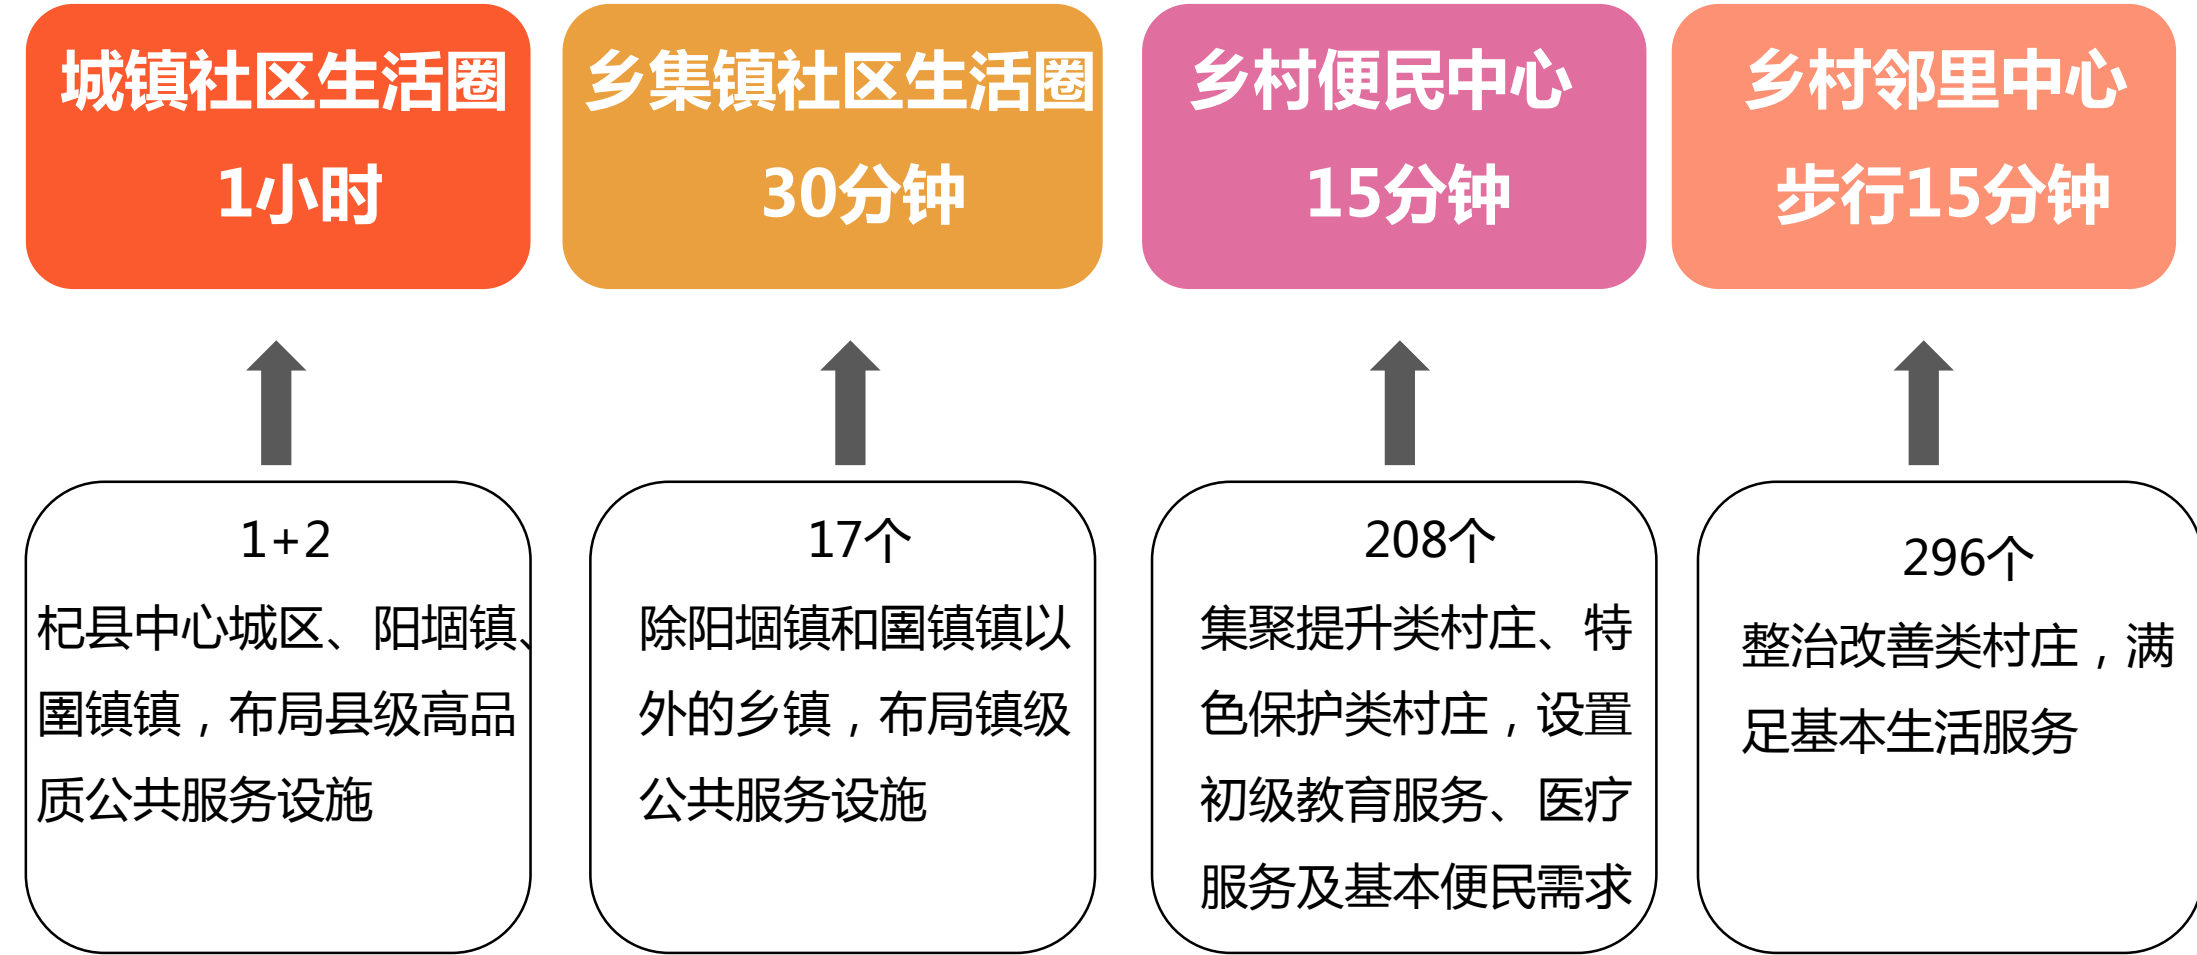 城镇社区生活圈
1小时
乡集镇社区生活圈
30分钟
乡村便民中心
15分钟
乡村邻里中心
步行15分钟
1+2
杞县中心城区、阳堌镇、
圉镇镇，布局县级高品
质公共服务设施
17个
除阳堌镇和圉镇镇以
外的乡镇，布局镇级
公共服务设施
208个
集聚提升类村庄、特
色保护类村庄，设置
初级教育服务、医疗
服务及基本便民需求
296个
整治改善类村庄，满
足基本生活服务